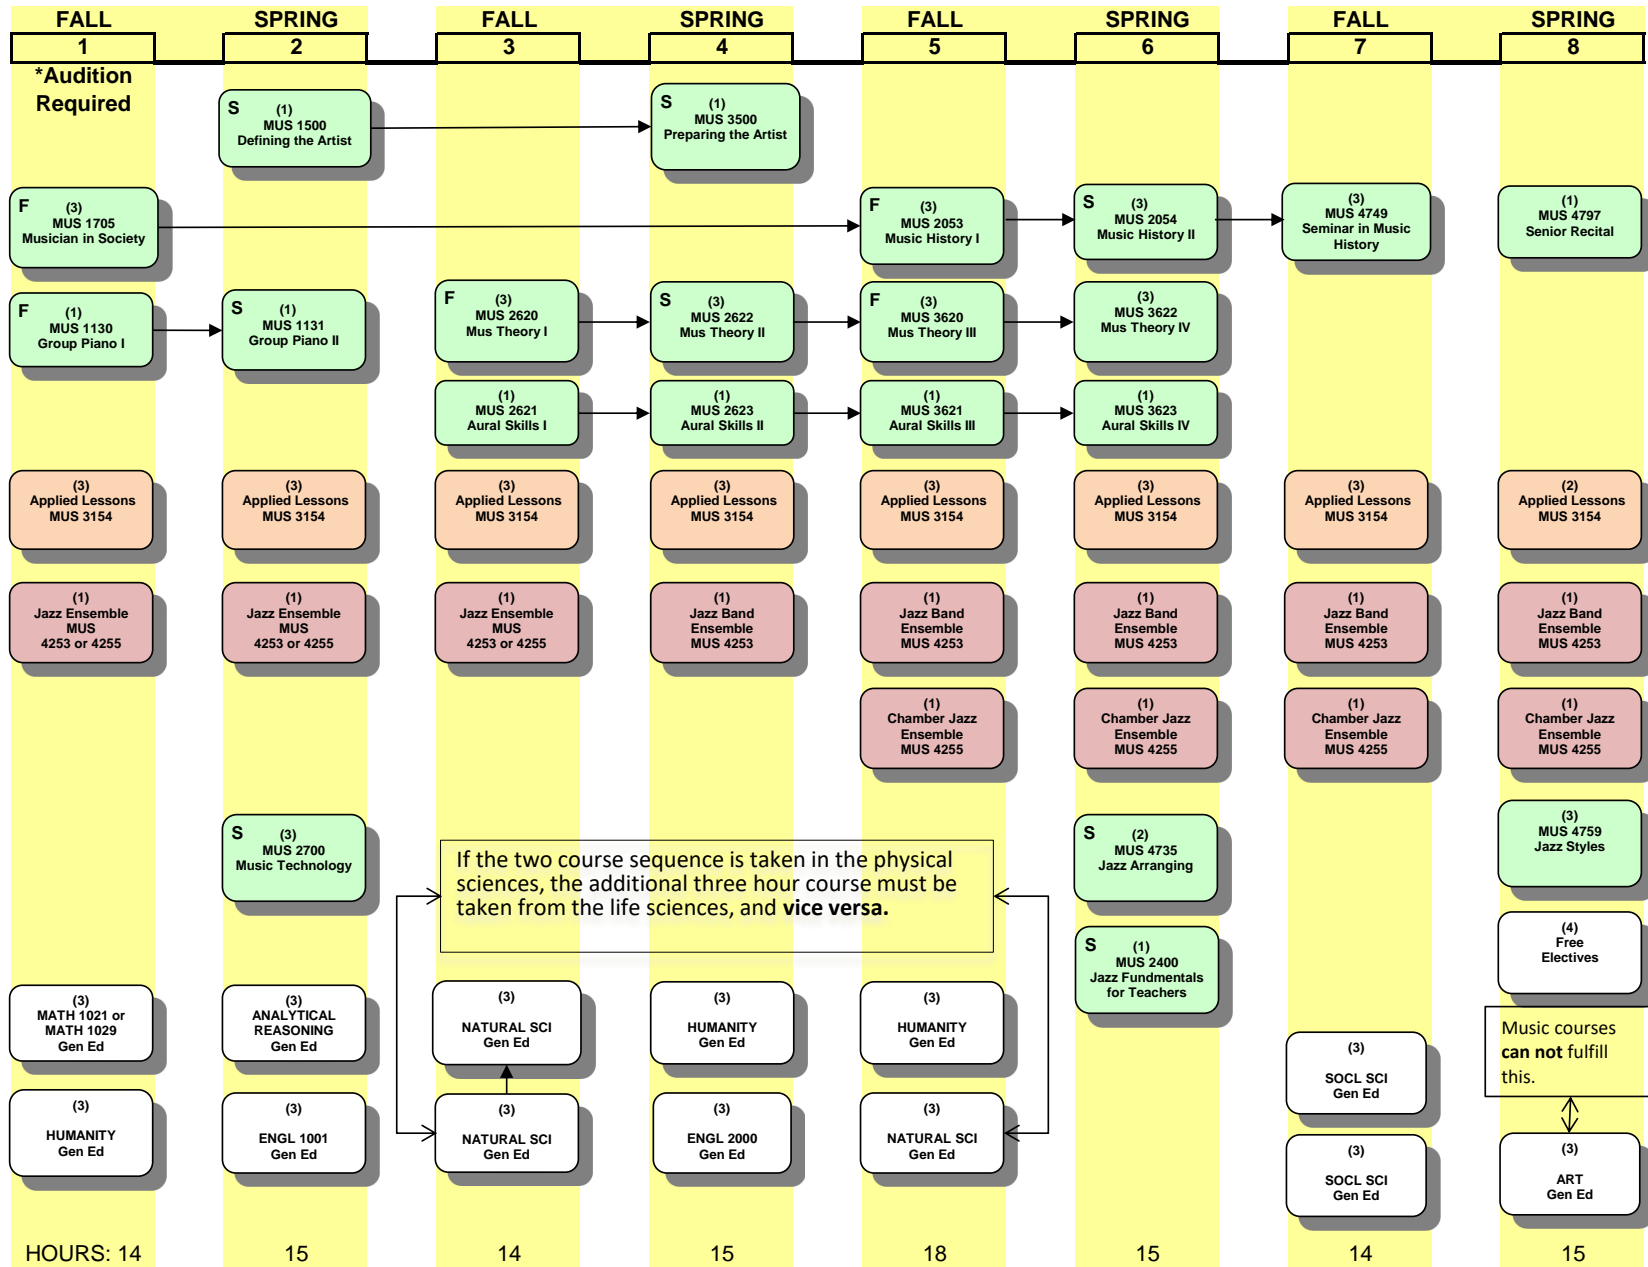 FALL SPRING FALL SPRING FALL SPRING FALL SPRING
1 2 3 4 5 6 7 8
*Audition
Required
S (1)
MUS 1500
Defining the Artist
S (1)
MUS 3500
Preparing the Artist
F (3)
MUS 1705
Musician in Society
F (3)
MUS 2053
Music History I
S (3)
MUS 2054
Music History II
(3)
MUS 4749
Seminar in Music
History
(1)
MUS 4797
Senior Recital
F (1)
MUS 1130
Group Piano I
S (1)
MUS 1131
Group Piano II
F (3)
MUS 2620
Mus Theory I
S (3)
MUS 2622
Mus Theory II
F (3)
MUS 3620
Mus Theory III
(3)
MUS 3622
Mus Theory IV
(1)
MUS 2621
Aural Skills I
(1)
MUS 2623
Aural Skills II
(1)
MUS 3621
Aural Skills III
(1)
MUS 3623
Aural Skills IV
(3)
Applied Lessons
MUS 3154
(3)
Applied Lessons
MUS 3154
(3)
Applied Lessons
MUS 3154
(3)
Applied Lessons
MUS 3154
(3)
Applied Lessons
MUS 3154
(3)
Applied Lessons
MUS 3154
(3)
Applied Lessons
MUS 3154
(2)
Applied Lessons
MUS 3154
(1)
Jazz Ensemble
MUS
4253 or 4255
(1)
Jazz Ensemble
MUS
4253 or 4255
(1)
Jazz Ensemble
MUS
4253 or 4255
(1)
Jazz Band
Ensemble
MUS 4253
(1)
Jazz Band
Ensemble
MUS 4253
(1)
Jazz Band
Ensemble
MUS 4253
(1)
Jazz Band
Ensemble
MUS 4253
(1)
Jazz Band
Ensemble
MUS 4253
(1)
Chamber Jazz
Ensemble
MUS 4255
(1)
Chamber Jazz
Ensemble
MUS 4255
(1)
Chamber Jazz
Ensemble
MUS 4255
(1)
Chamber Jazz
Ensemble
MUS 4255
S (3)
MUS 2700
Music Technology
If the two course sequence is taken in the physical
sciences, the additional three hour course must be
taken from the life sciences, and vice versa.
S (2)
MUS 4735
Jazz Arranging
(3)
MUS 4759
Jazz Styles
S (1)
MUS 2400
Jazz Fundmentals
for Teachers
(4)
Free
Electives
(3)
MATH 1021 or
MATH 1029
Gen Ed
(3)
ANALYTICAL
REASONING
Gen Ed
(3)
NATURAL SCI
Gen Ed
(3)
HUMANITY
Gen Ed
(3)
HUMANITY
Gen Ed
(3)
SOCL SCI
Gen Ed
Music courses
can not fulfill
this.
(3)
HUMANITY
Gen Ed
(3)
ENGL 1001
Gen Ed
(3)
NATURAL SCI
Gen Ed
(3)
ENGL 2000
Gen Ed
(3)
NATURAL SCI
Gen Ed
(3)
SOCL SCI
Gen Ed
(3)
ART
Gen Ed
HOURS: 14 15 14 15 18 15 14 15